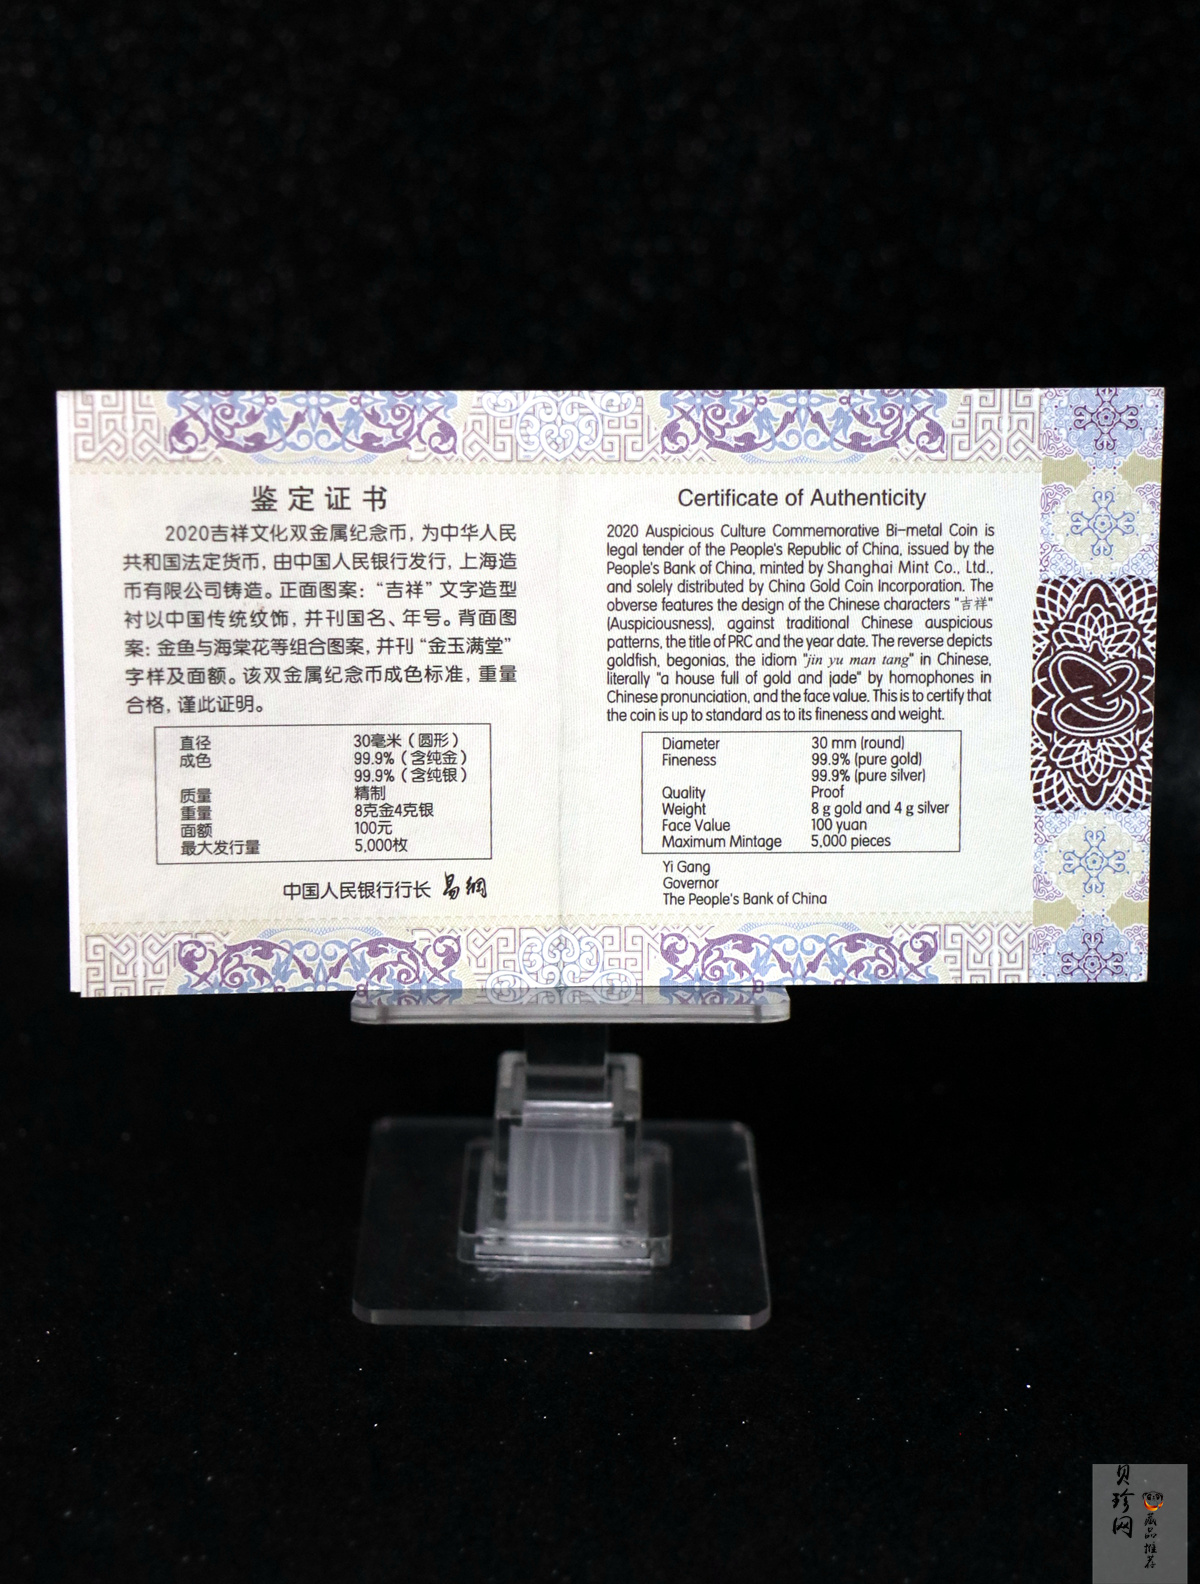 鉴定证书
2020吉祥文化双金属纪念币，为中华人民
共和国法定货币，由中国人民银行发行，上海造
币有限公司铸造。正面图案：“吉祥”文字造型
衬以中国传统纹饰，并刊国名、年号。背面图
案：金鱼与海棠花等组合图案，并刊“金玉满堂”
字样及面额。该双金属纪念币成色标准，重量
合格，谨此证明。
直径 30毫米（圆形）
成色 99.9%（含纯金）
99.9%（含纯银）
质量 精制
重量 8克金4克银
面额 100元
最大发行量 5,000枚
中国人民银行行长 易纲
Certificate of Authenticity
2020 Auspicious Culture Commemorative Bi-metal Coin is
legal tender of the People's Republic of China, issued by the
People's Bank of China, minted by Shanghai Mint Co., Ltd.,
and solely distributed by China Gold Coin Incorporation. The
obverse features the design of the Chinese characters "吉祥"
(Auspiciousness), against traditional Chinese auspicious
patterns, the title of PRC and the year date. The reverse depicts
goldfish, begonias, the idiom "jin yu man tang" in Chinese,
literally "a house full of gold and jade" by homophones in
Chinese pronunciation, and the face value. This is to certify that
the coin is up to standard as to its fineness and weight.
Diameter 30 mm (round)
Fineness 99.9% (pure gold)
99.9% (pure silver)
Quality Proof
Weight 8 g gold and 4 g silver
Face Value 100 yuan
Maximum Mintage 5,000 pieces
Yi Gang
Governor
The People's Bank of China
贝珍网
藏品推荐